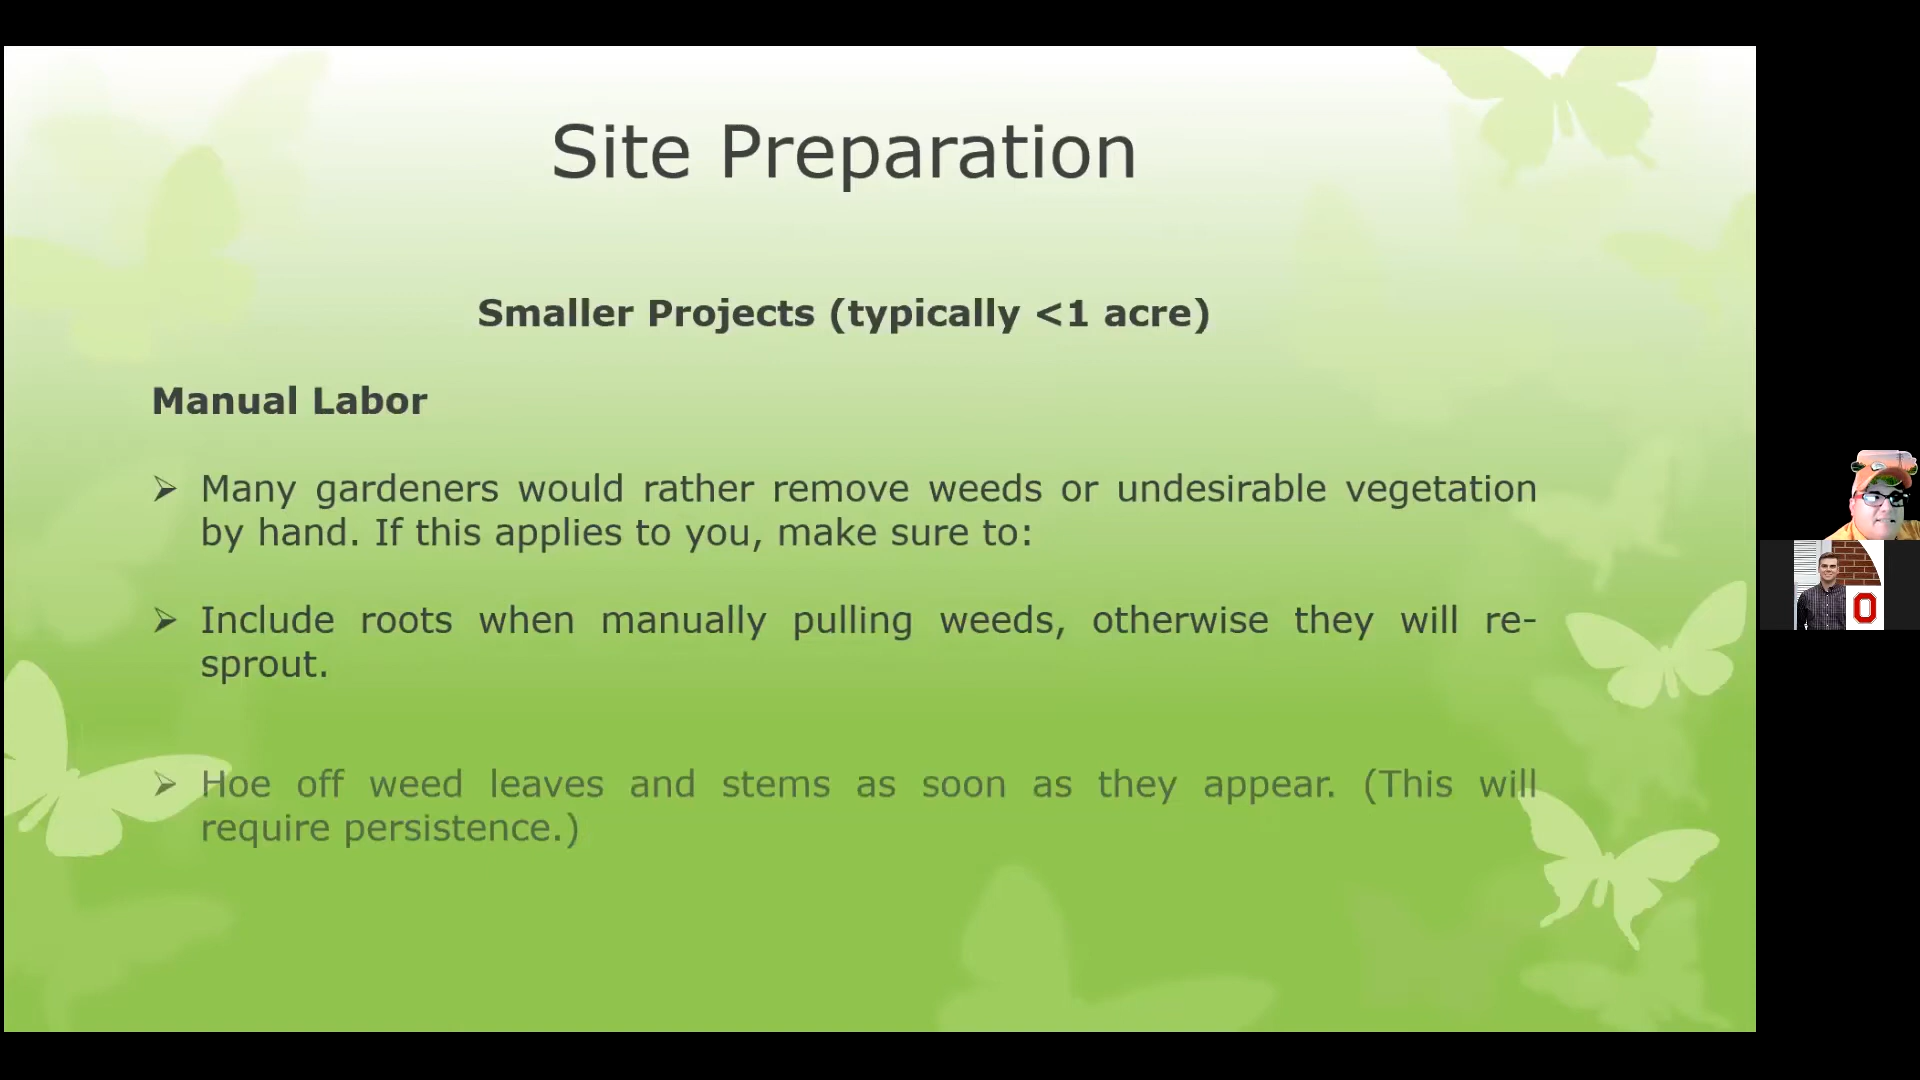 Site Preparation
Smaller Projects (typically <1 acre)
Manual Labor
➢ Many gardeners would rather remove weeds or undesirable vegetation
by hand. If this applies to you, make sure to:
➢ Include roots when manually pulling weeds, otherwise they will re-
sprout.
➢ Hoe off weed leaves and stems as soon as they appear. (This will
require persistence.)
O